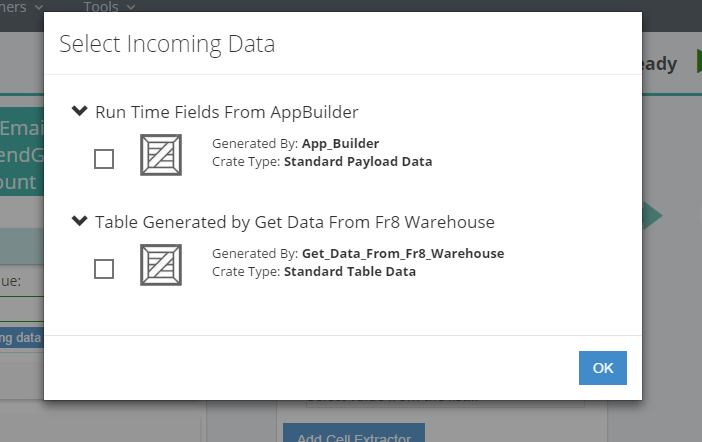 Tools
Select Incoming Data
eady
Run Time Fields From AppBuilder
Generated By: App_Builder
Crate Type: Standard Payload Data
Emai
endG
ount
Table Generated by Get Data From Fr8 Warehouse
Generated By: Get_Data_From_Fr8_Warehouse
Crate Type: Standard Table Data
ue:
ng data
OK
Add Cell Extractor